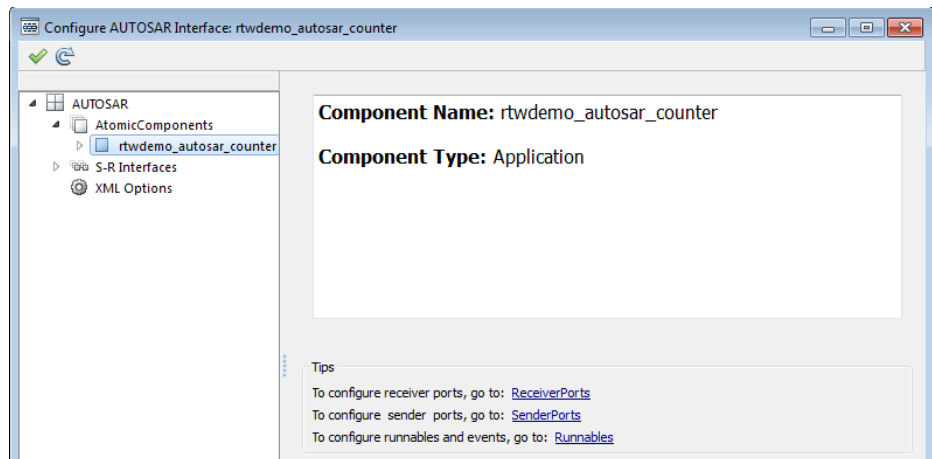 Configure AUTOSAR Interface: rtwdemo_autosar_counter
AUTOSAR
AtomicComponents
rtwdemo_autosar_counter
S-R Interfaces
XML Options
Component Name: rtwdemo_autosar_counter
Component Type: Application
Tips
To configure receiver ports, go to: ReceiverPorts
To configure sender ports, go to: SenderPorts
To configure runnables and events, go to: Runnables